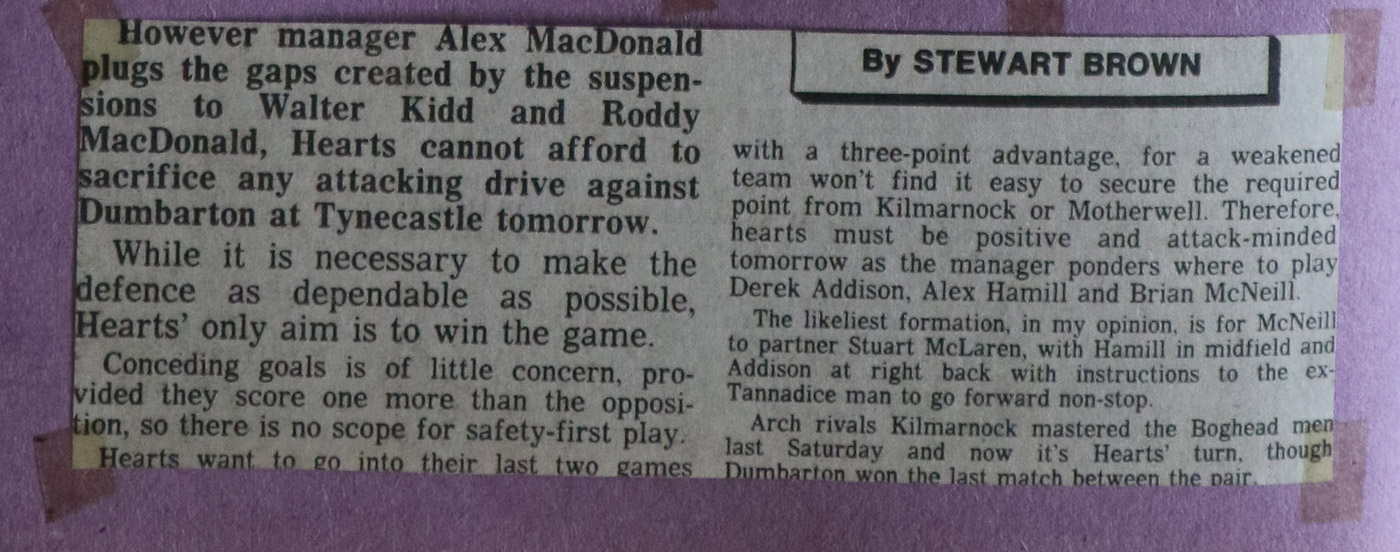 However manager Alex MacDonald
plugs the gaps created by the suspen-
sions to Walter Kidd and Roddy
MacDonald, Hearts cannot afford to
sacrifice any attacking drive against
Dumbarton at Tynecastle tomorrow.
While it is necessary to make the
defence as dependable as possible,
Hearts' only aim is to win the game.
Conceding goals is of little concern, pro-
vided they score one more than the opposi-
tion, so there is no scope for safety-first play.
Hearts want to go into their last two games
By STEWART BROWN
with a three-point advantage, for a weakened
team won't find it easy to secure the required
point from Kilmarnock or Motherwell. Therefore,
hearts must be positive and attack-minded
tomorrow as the manager ponders where to play
Derek Addison, Alex Hamill and Brian McNeill.
The likeliest formation, in my opinion, is for McNeill
to partner Stuart McLaren, with Hamill in midfield and
Addison at right back with instructions to the ex-
Tannadice man to go forward non-stop.
Arch rivals Kilmarnock mastered the Boghead men
last Saturday and now it's Hearts' turn, though
Dumbarton won the last match between the pair.